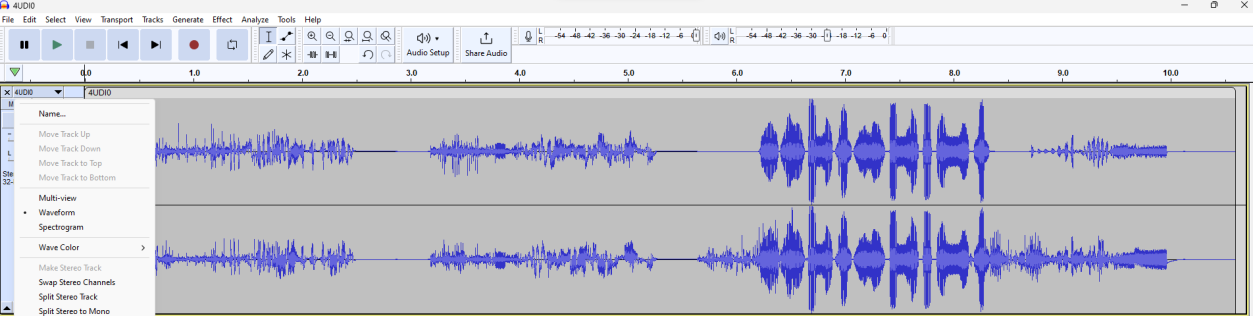 4UDI0
File Edit Select View Transport Tracks Generate Effect Analyze Tools Help
Audio Setup
Share Audio
L -54 -48 -42 -36 -30 -24 -18 -12 -6 0
R
L -54 -48 -42 -36 -30 -18 -12 -6 0
R
0.0 1.0 2.0 3.0 4.0 5.0 6.0 7.0 8.0 9.0 10.0
4UDI0 4UDI0
M
L
Ste
32-
Name...
Move Track Up
Move Track Down
Move Track to Top
Move Track to Bottom
Multi-view
Waveform
Spectrogram
Wave Color
Make Stereo Track
Swap Stereo Channels
Split Stereo Track
Split Stereo to Mono